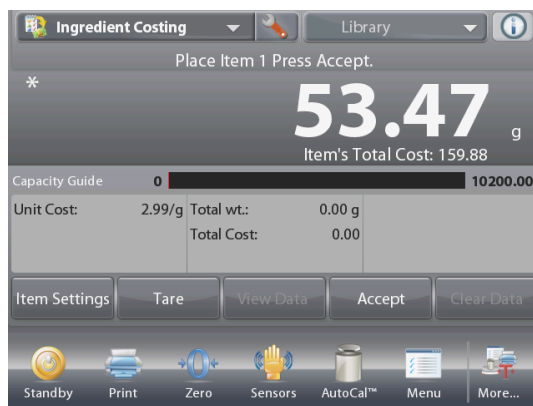 Ingredient Costing
Library
Place Item 1 Press Accept.
*
53.47 g
Item's Total Cost: 159.88
Capacity Guide 0 10200.00
Unit Cost: 2.99/g Total wt.: 0.00 g
Total Cost: 0.00
Item Settings Tare View Data Accept Clear Data
Standby Print Zero Sensors AutoCal™ Menu More...